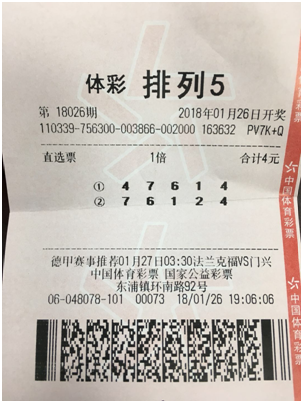 体彩 排列5
第 18026期 2018年01月26日开奖
110339-756300-003866-002000 163632 PV7K+Q
直选票 1倍 合计4元
① 4 7 6 1 4
② 7 6 1 2 4
德甲赛事推荐01月27日03:30法兰克福VS门兴
中国体育彩票 国家公益彩票
东浦镇环南路92号
06-048078-101 00073 18/01/26 19:06:06
中国体育彩票
中国体育彩票